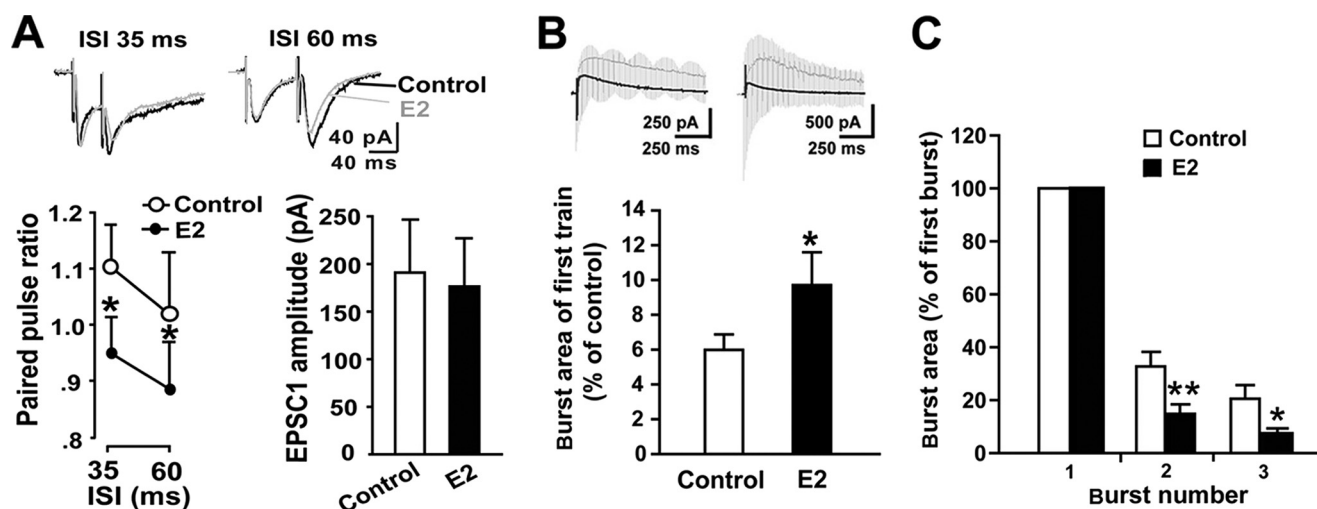 A
ISI 35 ms
ISI 60 ms
Control
E2
40 pA
40 ms
Control
E2
Paired pulse ratio
1.2
1.1
1.0
.9
.8
35
60
ISI (ms)
EPSC1 amplitude (pA)
250
200
150
100
50
0
Control
E2
*
*
B
250 pA
250 ms
500 pA
250 ms
Burst area of first train
(% of control)
14
12
10
8
6
4
2
0
*
Control
E2
C
Control
E2
Burst area (% of first burst)
120
100
80
60
40
20
0
**
*
1
2
3
Burst number